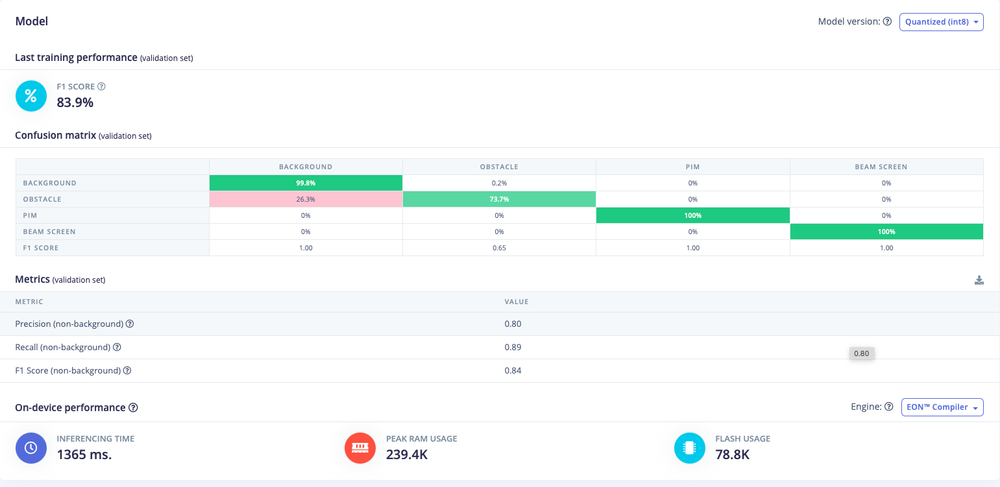 Model
Model version: Quantized (int8)
Last training performance (validation set)
%
F1 SCORE
83.9%
Confusion matrix (validation set)
BACKGROUND OBSTACLE PIM BEAM SCREEN
BACKGROUND 99.8% 0.2% 0% 0%
OBSTACLE 26.3% 73.7% 0% 0%
PIM 0% 0% 100% 0%
BEAM SCREEN 0% 0% 0% 100%
F1 SCORE 1.00 0.65 1.00 1.00
Metrics (validation set)
METRIC VALUE
Precision (non-background) 0.80
Recall (non-background) 0.89
0.80
F1 Score (non-background) 0.84
On-device performance
Engine: EON™ Compiler
INFERENCING TIME
1365 ms.
PEAK RAM USAGE
239.4K
FLASH USAGE
78.8K